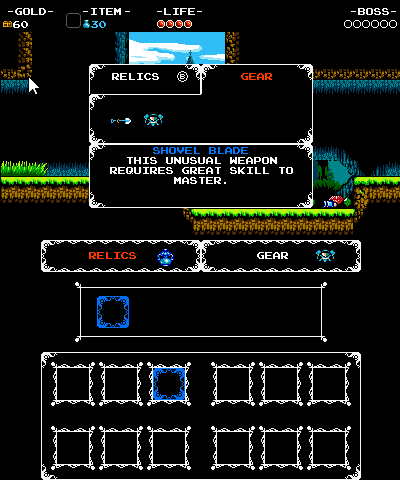 -GOLD- -ITEM- -LIFE- -BOSS-
60 30
RELICS B GEAR
SHOVEL BLADE
THIS UNUSUAL WEAPON
REQUIRES GREAT SKILL TO
MASTER.
RELICS GEAR